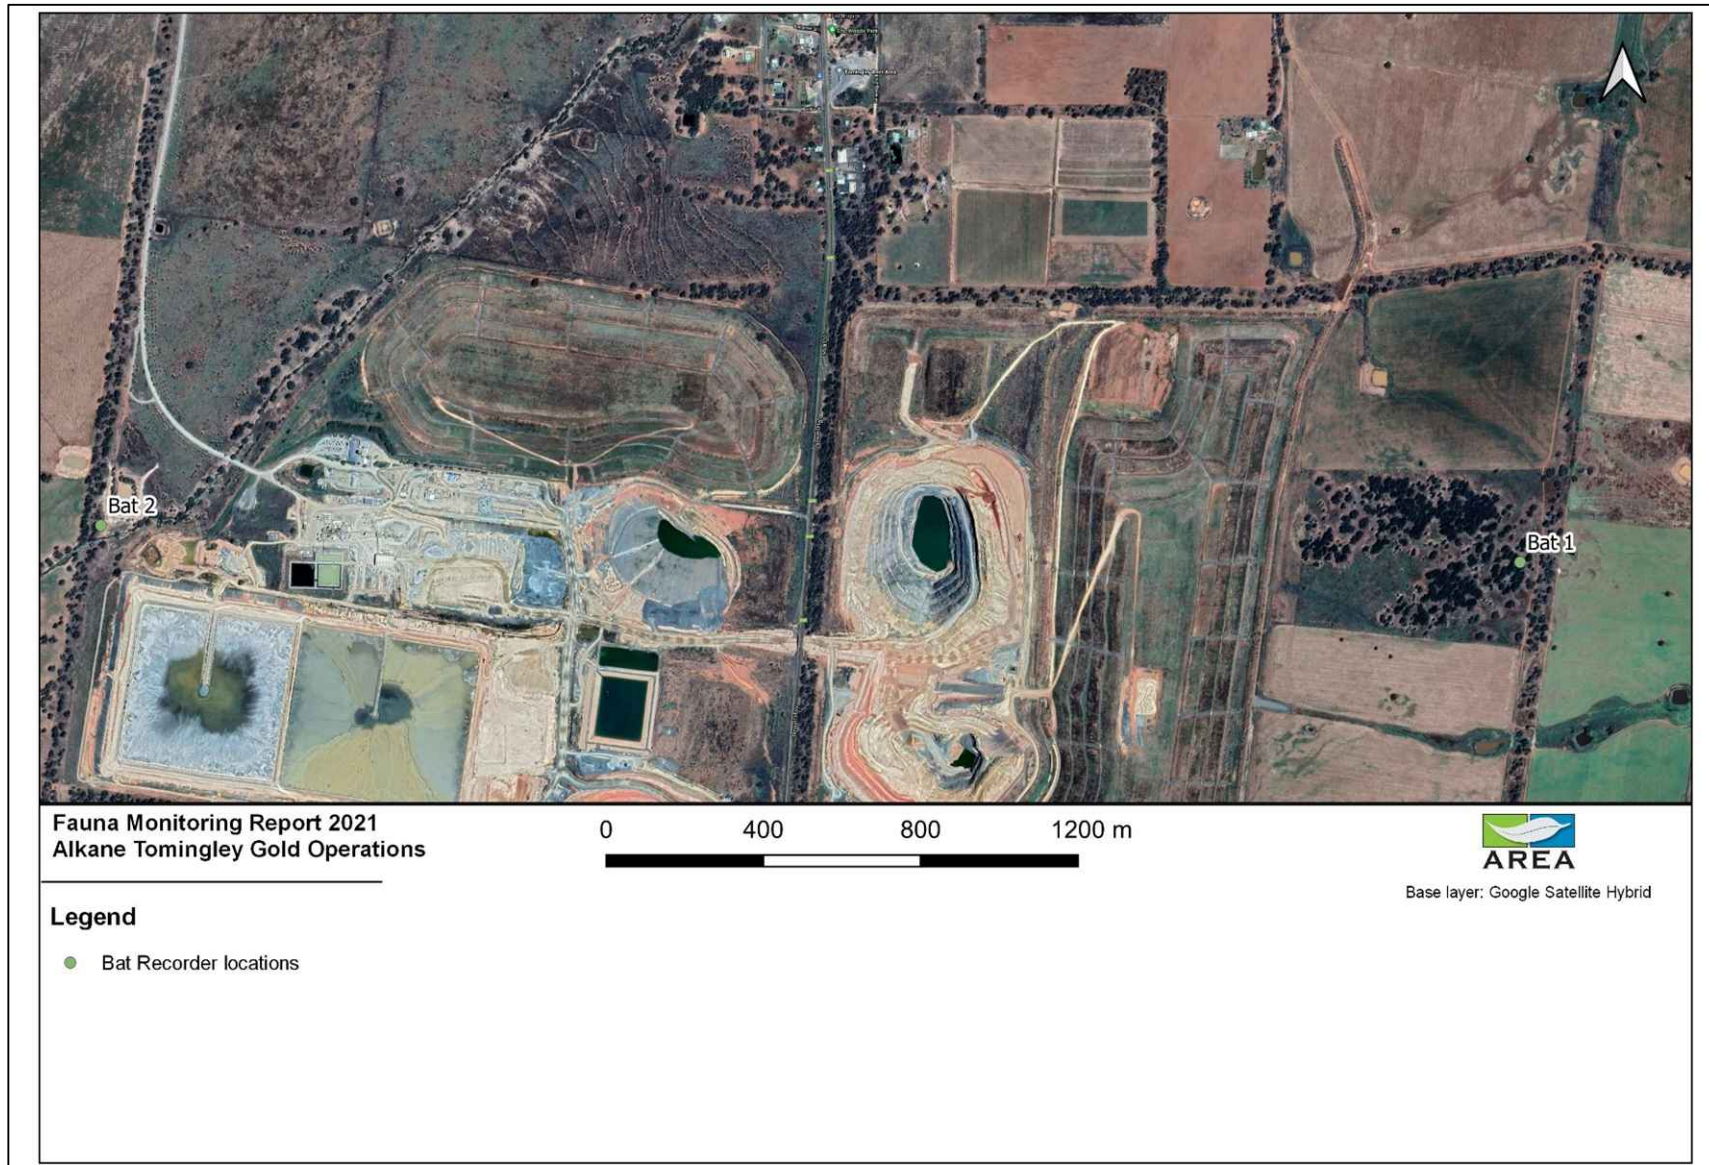 Bat 2
Bat 1
Fauna Monitoring Report 2021
Alkane Tomingley Gold Operations
0 400 800 1200 m
AREA
Base layer: Google Satellite Hybrid
Legend
Bat Recorder locations